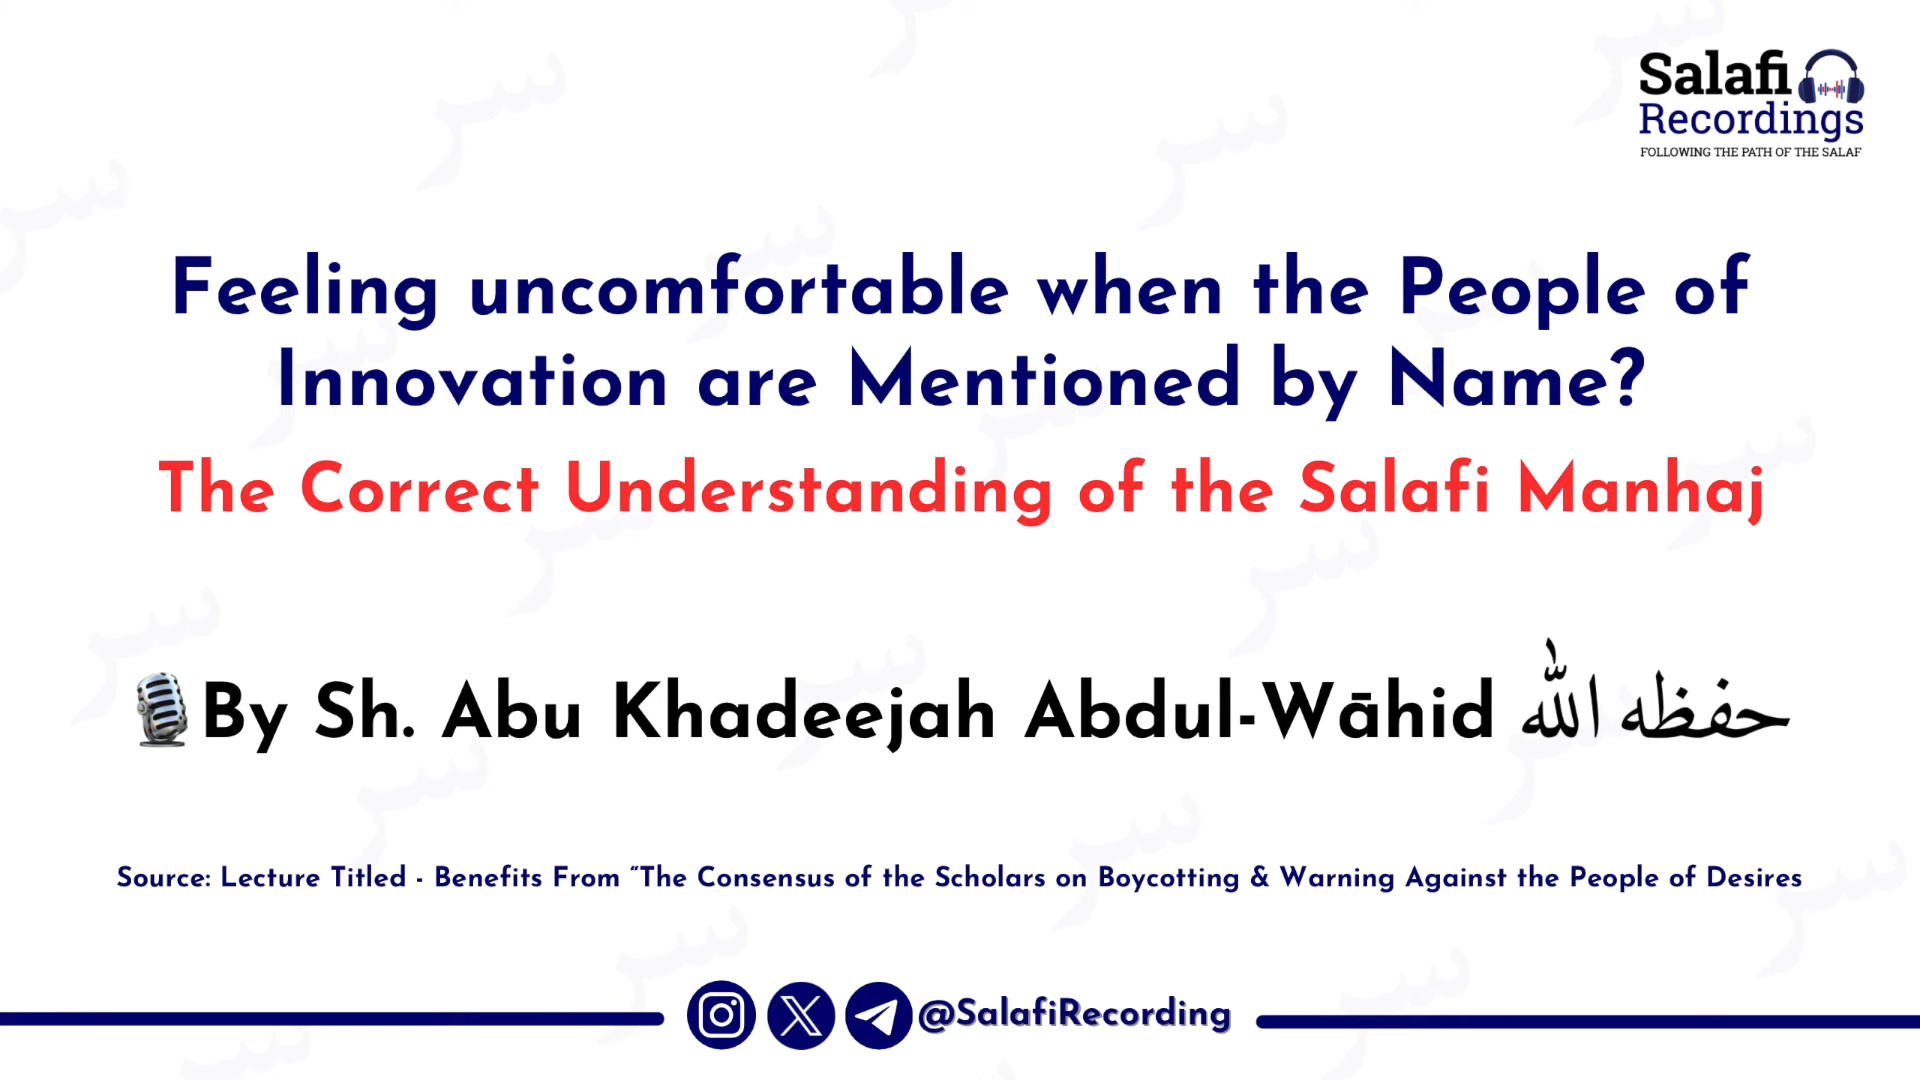 Salafi
Recordings
FOLLOWING THE PATH OF THE SALAF
Feeling uncomfortable when the People of
Innovation are Mentioned by Name?
The Correct Understanding of the Salafi Manhaj
By Sh. Abu Khadeejah Abdul-Wāhid حفظه الله
Source: Lecture Titled - Benefits From “The Consensus of the Scholars on Boycotting & Warning Against the People of Desires
@SalafiRecording
سر